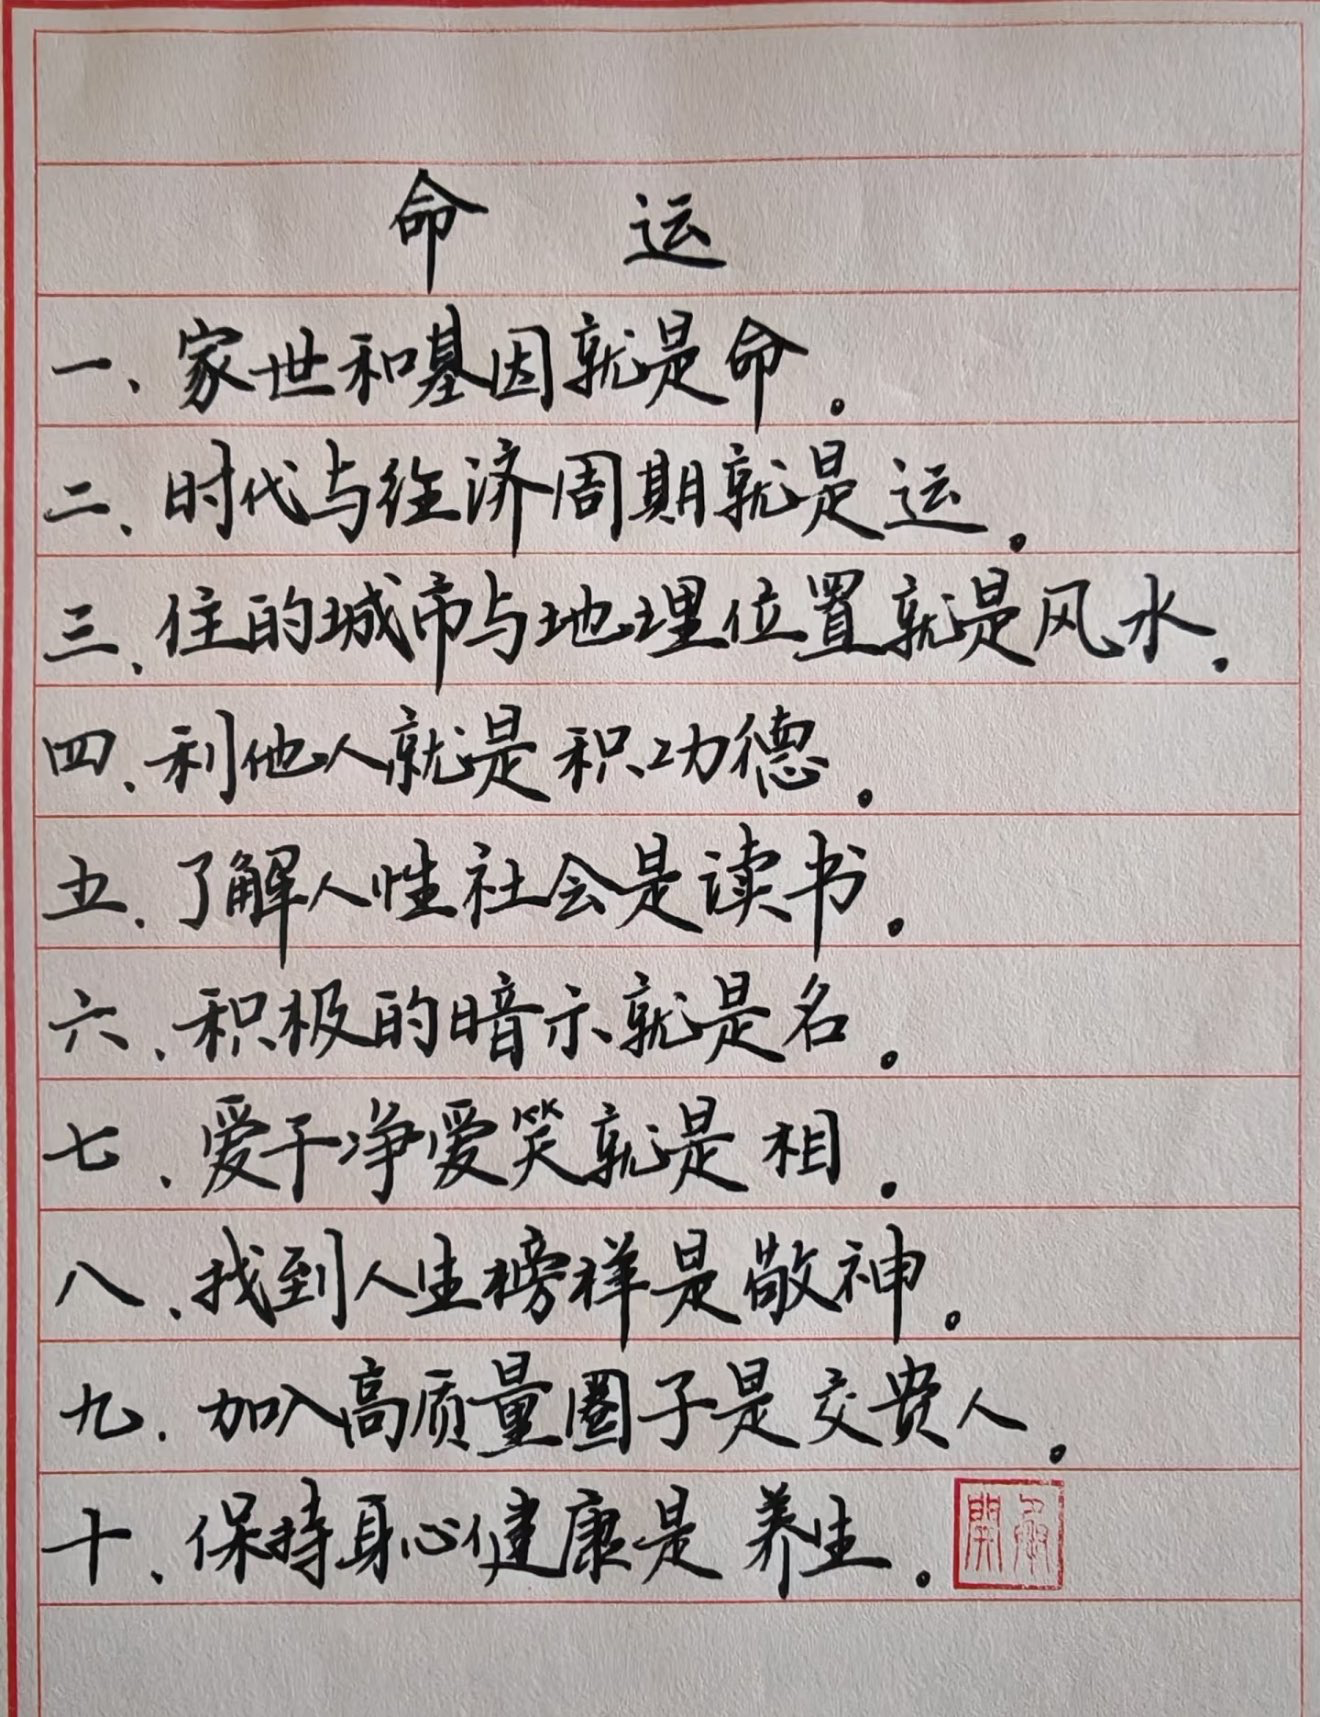 命 运
一、家世和基因就是命。
二、时代与经济周期就是运。
三、住的城市与地理位置就是风水。
四、利他人就是积功德。
五、了解人性社会是读书。
六、积极的暗示就是名。
七、爱干净爱笑就是相。
八、找到人生榜样是敬神。
九、加入高质量圈子是交贵人。
十、保持身心健康是养生。